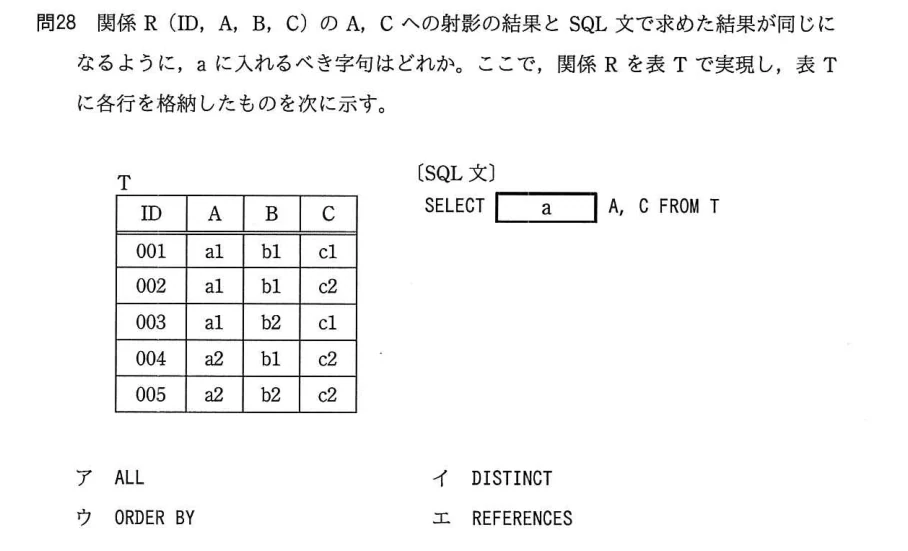 問28 関係 R(ID,A,B,C)の A,C への射影の結果と SQL 文で求めた結果が同じに
なるように,a に入れるべき字句はどれか。ここで,関係 R を表 T で実現し,表 T
に各行を格納したものを次に示す。
T
ID A B C
001 a1 b1 c1
002 a1 b1 c2
003 a1 b2 c1
004 a2 b1 c2
005 a2 b2 c2
〔SQL 文〕
SELECT a A, C FROM T
ア ALL イ DISTINCT
ウ ORDER BY エ REFERENCES